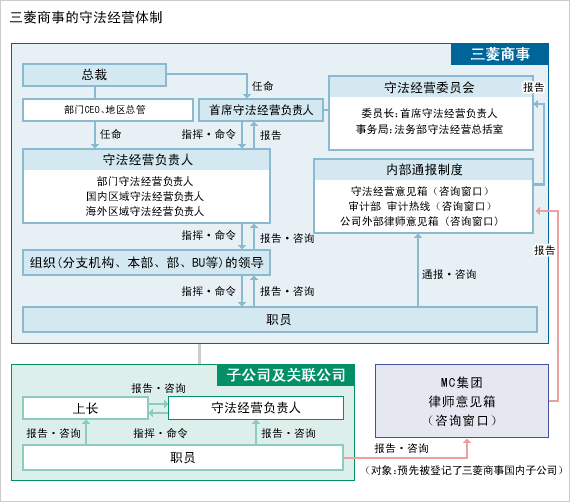 三菱商事的守法经营体制
三菱商事
总裁
任命
部门CEO、地区总管
首席守法经营负责人
守法经营委员会
委员长:首席守法经营负责人
事务局:法务部守法经营总括室
报告
任命
指挥・命令
报告
守法经营负责人
部门守法经营负责人
国内区域守法经营负责人
海外区域守法经营负责人
内部通报制度
守法经营意见箱（咨询窗口）
审计部 审计热线（咨询窗口）
公司外部律师意见箱（咨询窗口）
指挥・命令
报告・咨询
报告
组织(分支机构、本部、部、BU等)的领导
指挥・命令
报告・咨询
通报・咨询
职员
子公司及关联公司
报告・咨询
上长
守法经营负责人
报告・咨询
指挥・命令
报告・咨询
职员
MC集团
律师意见箱
（咨询窗口）
报告・咨询
（对象:预先被登记了三菱商事国内子公司）